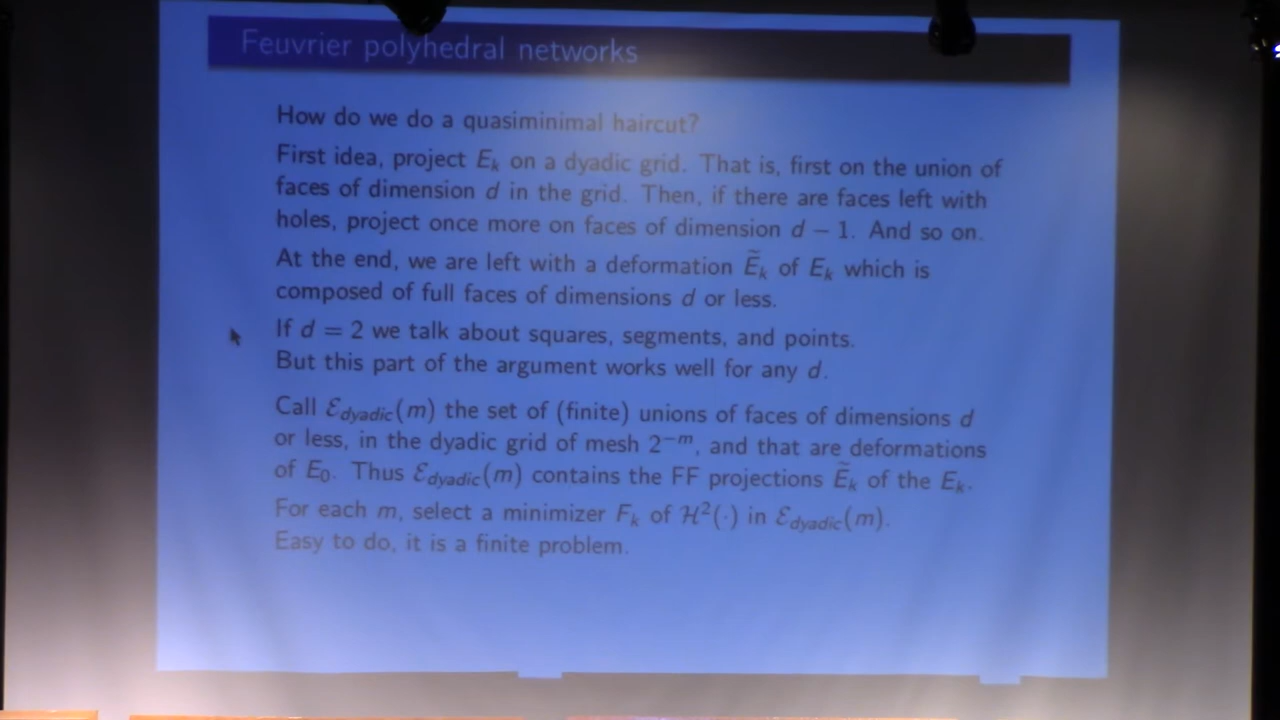 Feuvrier polyhedral networks
How do we do a quasiminimal haircut?
First idea, project Eₖ on a dyadic grid. That is, first on the union of
faces of dimension d in the grid. Then, if there are faces left with
holes, project once more on faces of dimension d − 1. And so on.
At the end, we are left with a deformation Ẽₖ of Eₖ which is
composed of full faces of dimensions d or less.
If d = 2 we talk about squares, segments, and points.
But this part of the argument works well for any d.
Call ℰ_dyadic(m) the set of (finite) unions of faces of dimensions d
or less, in the dyadic grid of mesh 2⁻ᵐ, and that are deformations
of E₀. Thus ℰ_dyadic(m) contains the FF projections Ẽₖ of the Eₖ.
For each m, select a minimizer Fₖ of ℋ²(·) in ℰ_dyadic(m).
Easy to do, it is a finite problem.